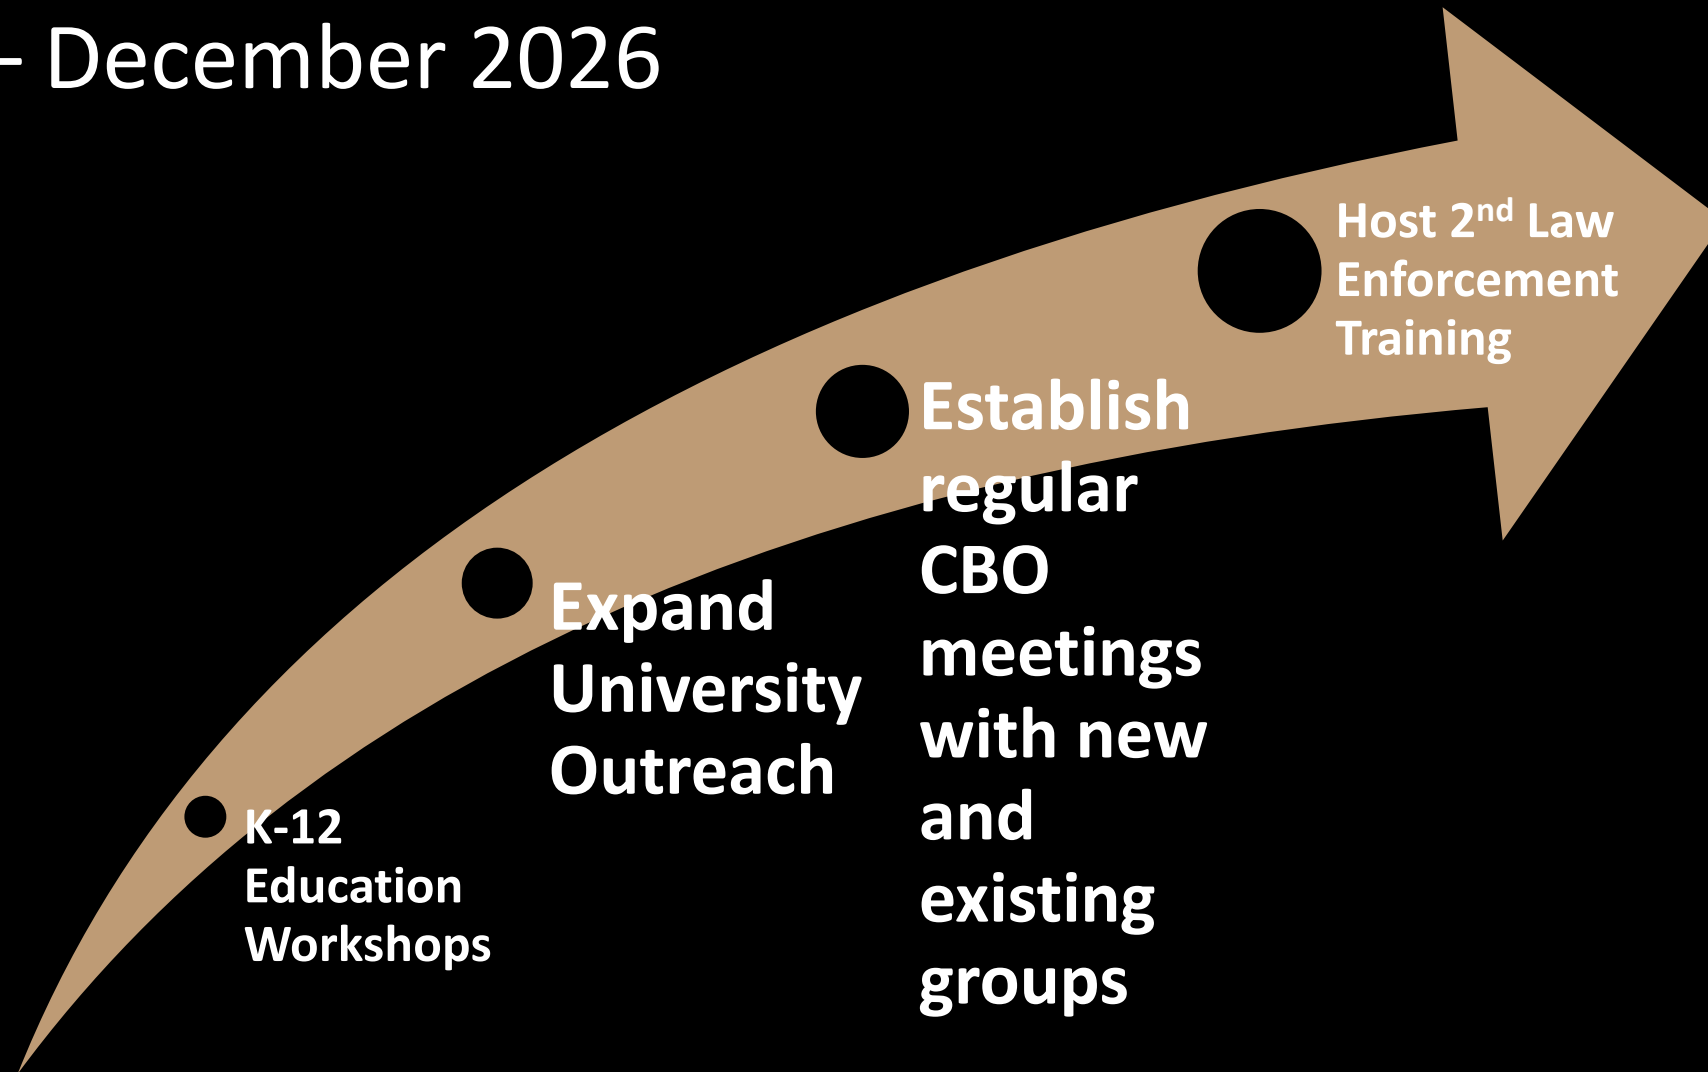 - December 2026
K-12
Education
Workshops
Expand
University
Outreach
Establish
regular
CBO
meetings
with new
and
existing
groups
Host 2nd Law
Enforcement
Training